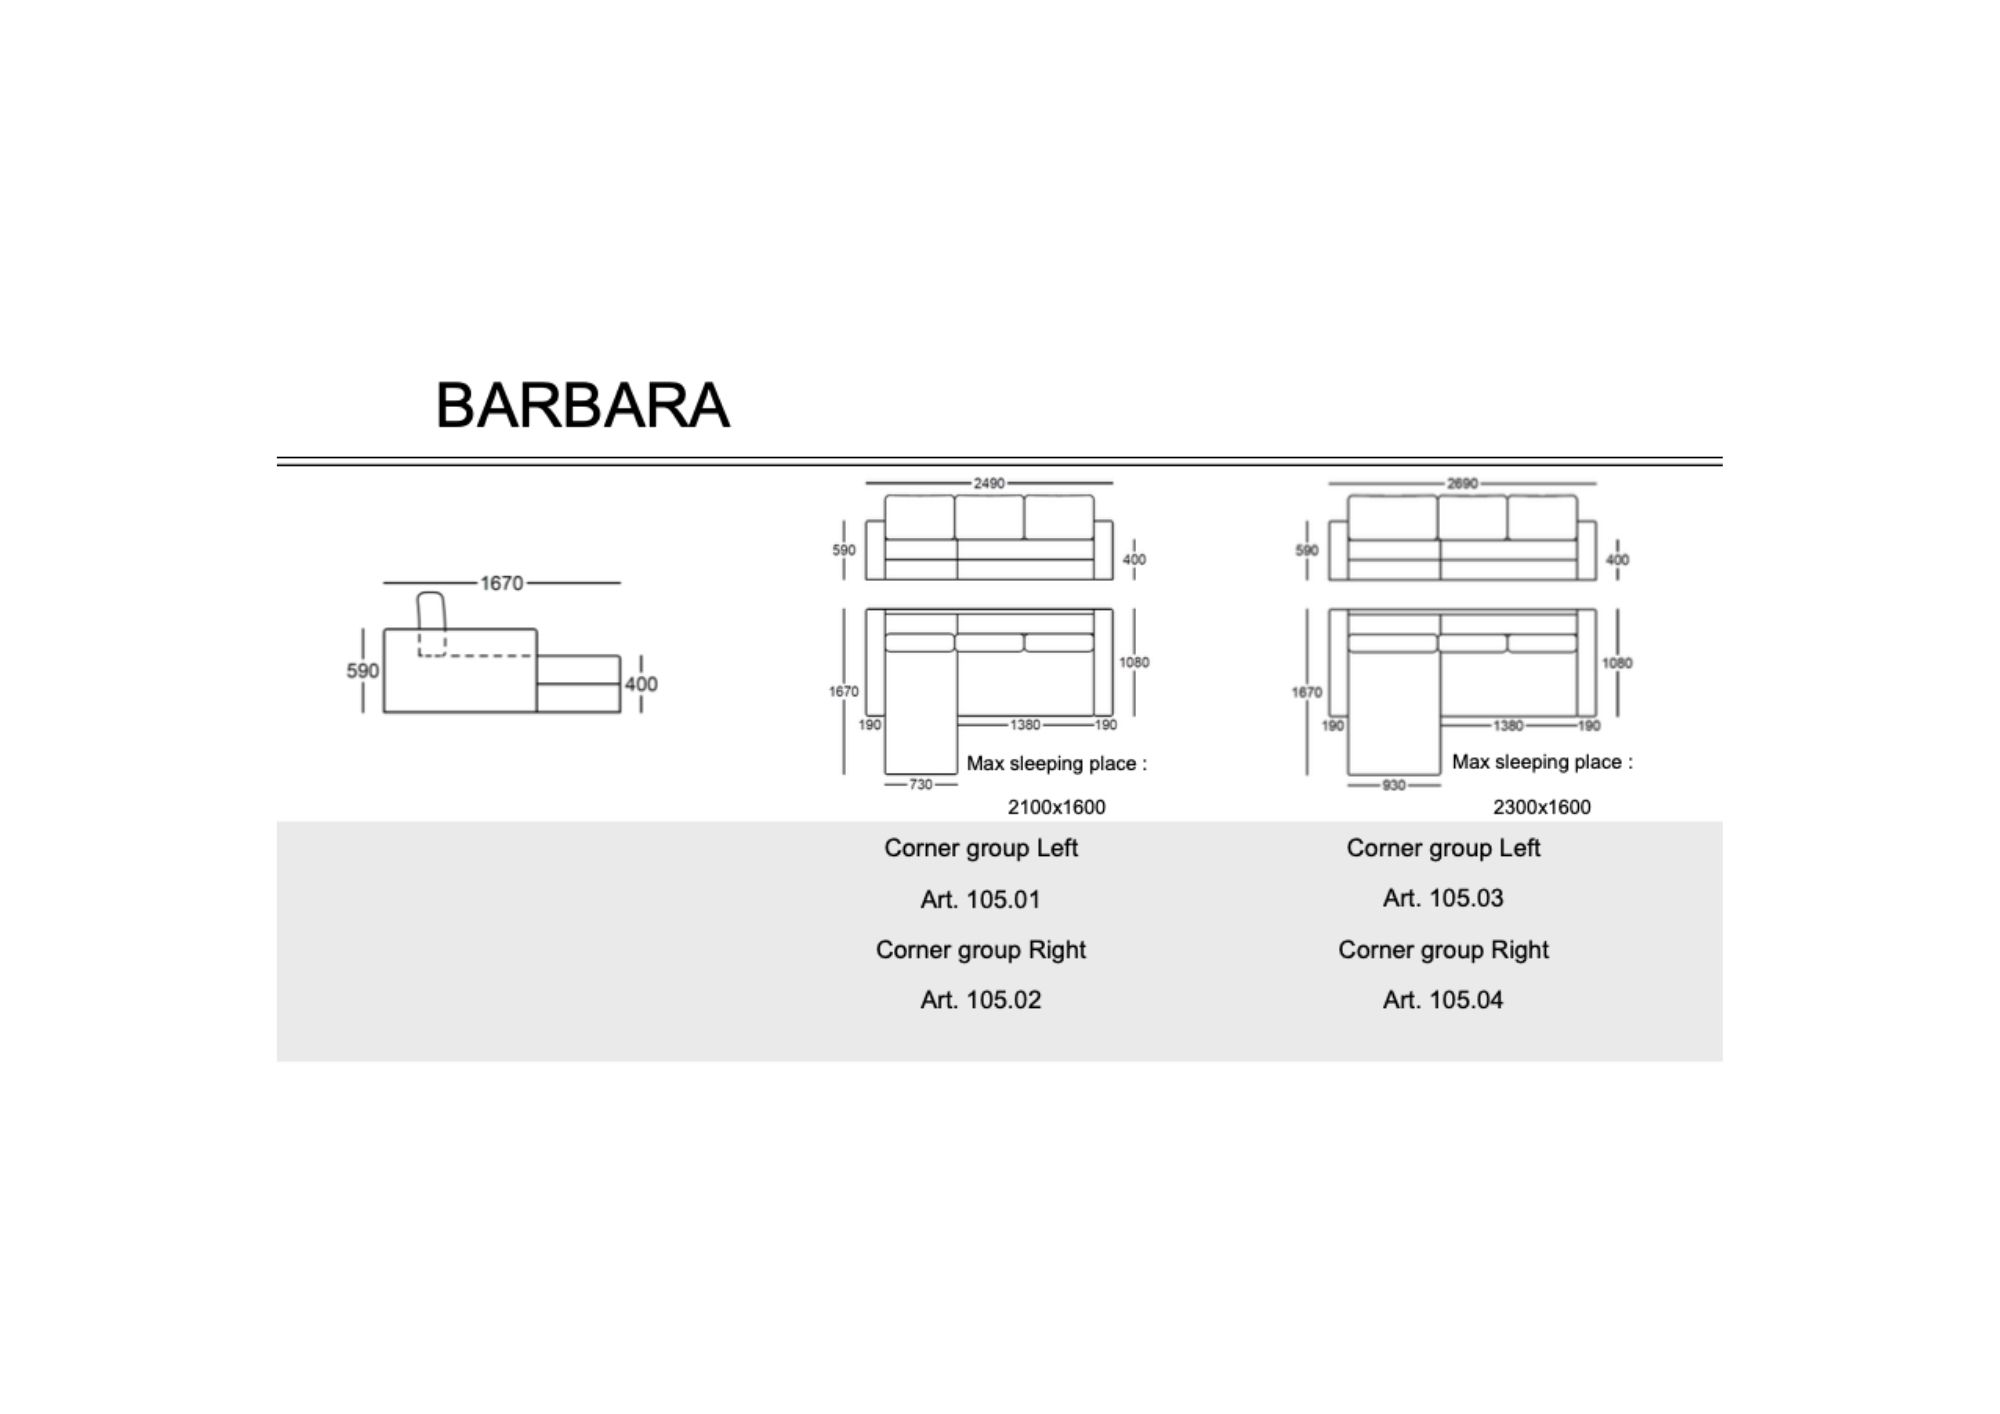 BARBARA
1670
590
400
2490
590
400
1670
1080
190
1380
190
730
Max sleeping place :
2100x1600
2690
590
400
1670
1080
190
1380
190
930
Max sleeping place :
2300x1600
Corner group Left
Art. 105.01
Corner group Right
Art. 105.02
Corner group Left
Art. 105.03
Corner group Right
Art. 105.04